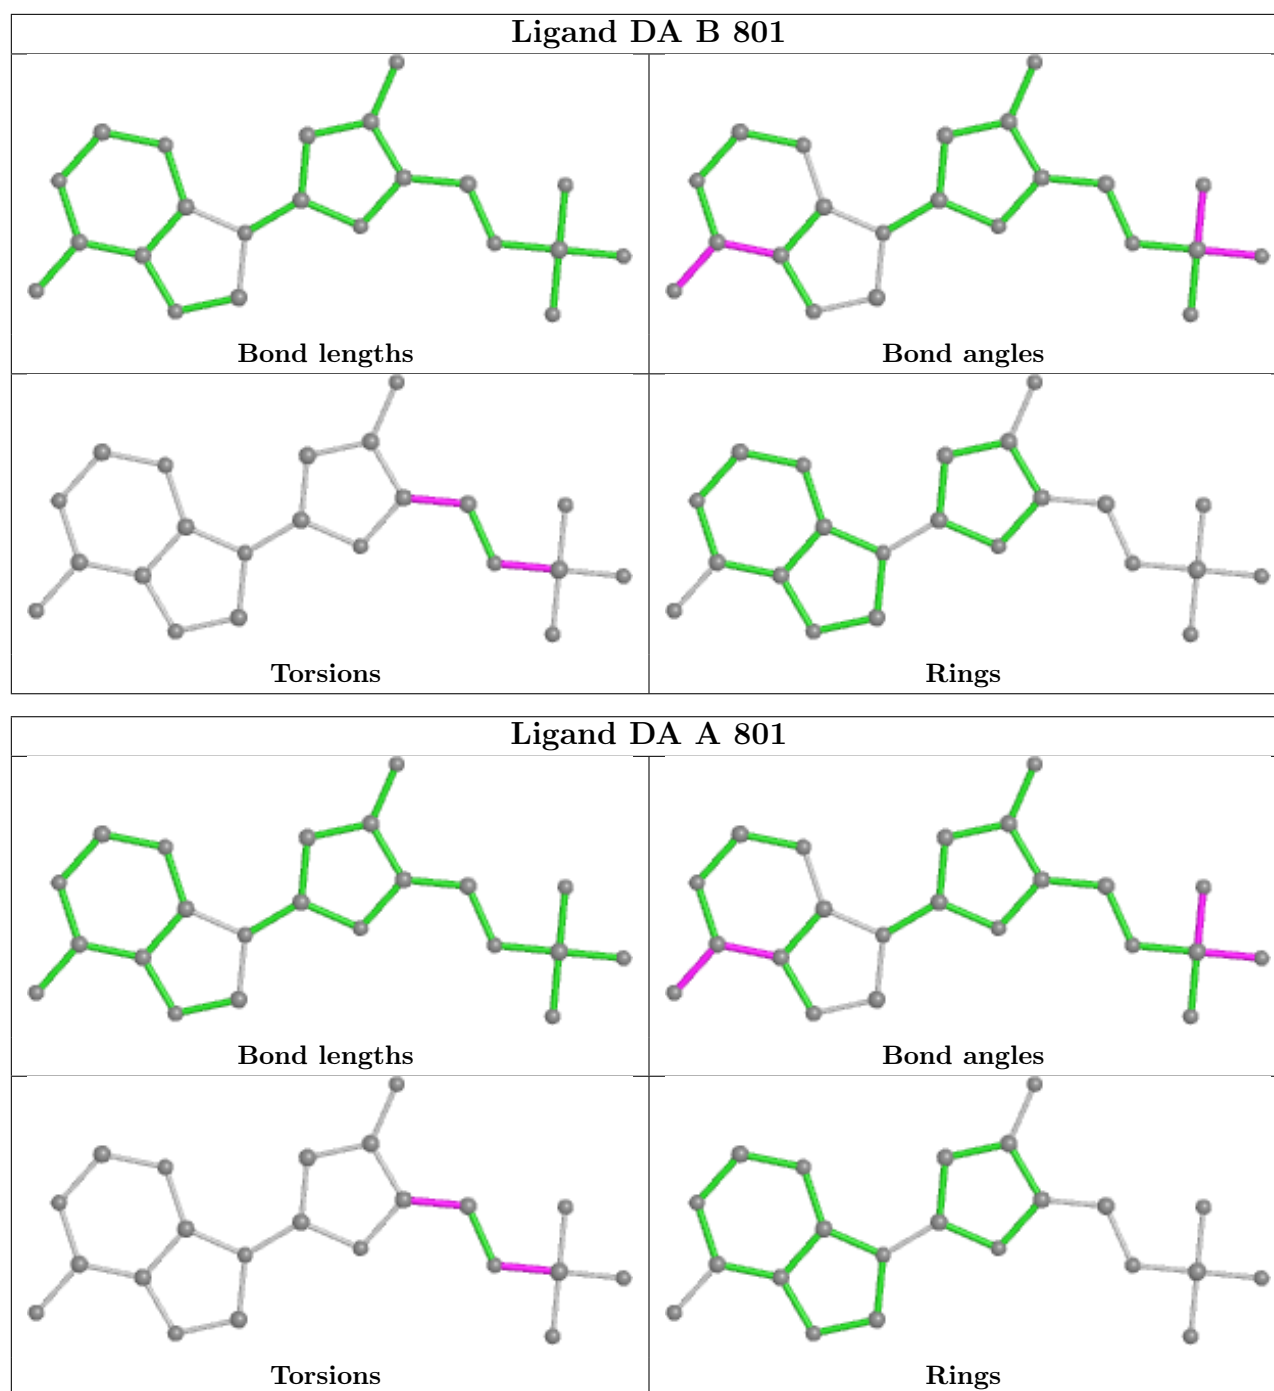 Ligand DA B 801
Bond lengths
Bond angles
Torsions
Rings
Ligand DA A 801
Bond lengths
Bond angles
Torsions
Rings